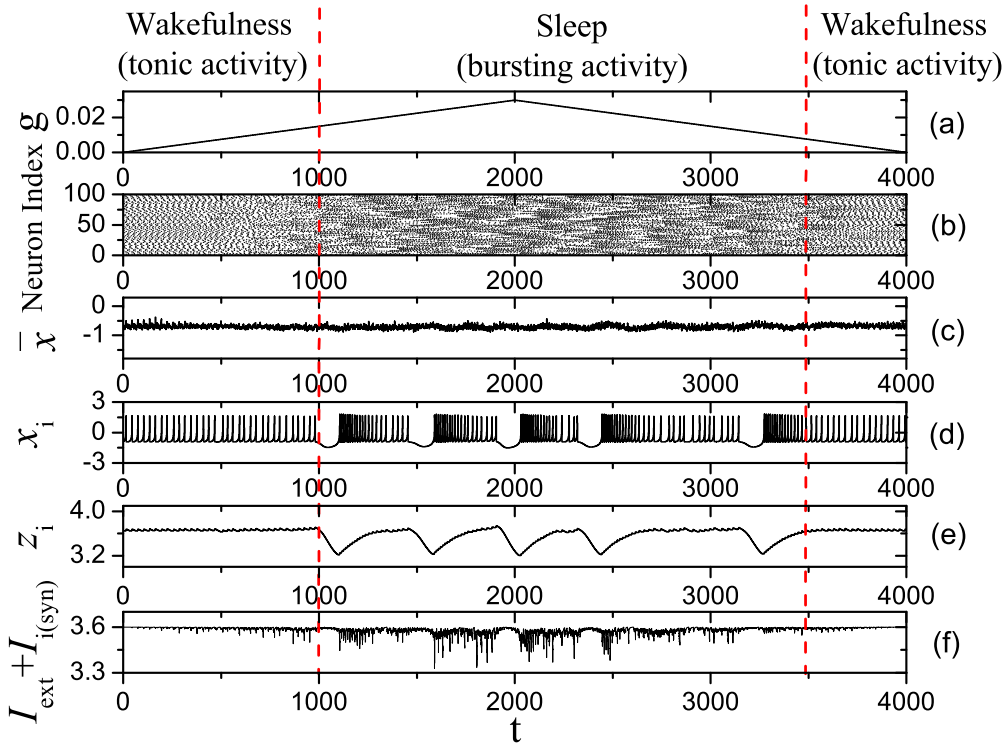 Wakefulness
(tonic activity)
Sleep
(bursting activity)
Wakefulness
(tonic activity)
g
0.02
0.00
(a)
0 1000 2000 3000 4000
Neuron Index
100
50
0
(b)
0 1000 2000 3000 4000
x̄
0
-1
(c)
0 1000 2000 3000 4000
x_i
3
0
-3
(d)
0 1000 2000 3000 4000
z_i
4.00
3.2
(e)
0 1000 2000 3000 4000
I_ext + I_i(syn)
3.6
3.3
(f)
0 1000 2000 3000 4000
t